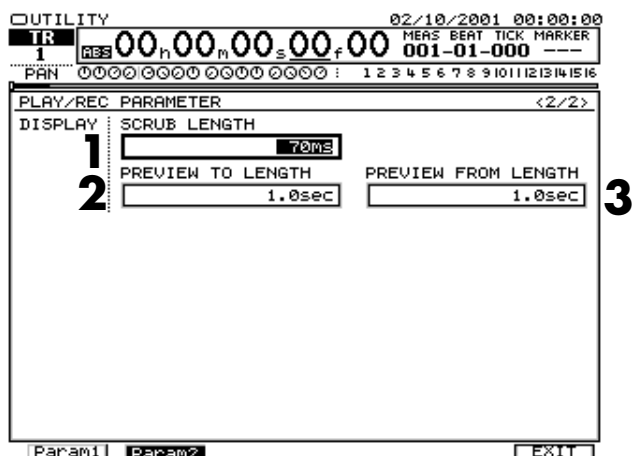 UTILITY 02/10/2001 00:00:00
TR 1 ABS 00h00m00s00f00 MEAS BEAT TICK MARKER
001-01-000 ---
PAN 1 2 3 4 5 6 7 8 9 10 11 12 13 14 15 16
PLAY/REC PARAMETER <2/2>
DISPLAY SCRUB LENGTH
1 70ms
PREVIEW TO LENGTH PREVIEW FROM LENGTH
2 1.0sec 1.0sec 3
Param1 Param2 EXIT